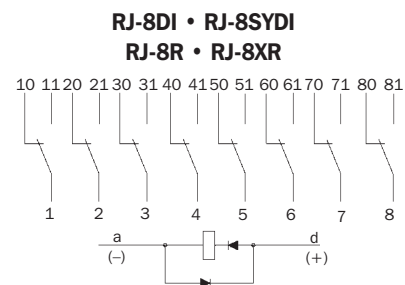 RJ-8DI • RJ-8SYDI
RJ-8R • RJ-8XR
10 11 20 21 30 31 40 41 50 51 60 61 70 71 80 81
1 2 3 4 5 6 7 8
a d
(–) (+)